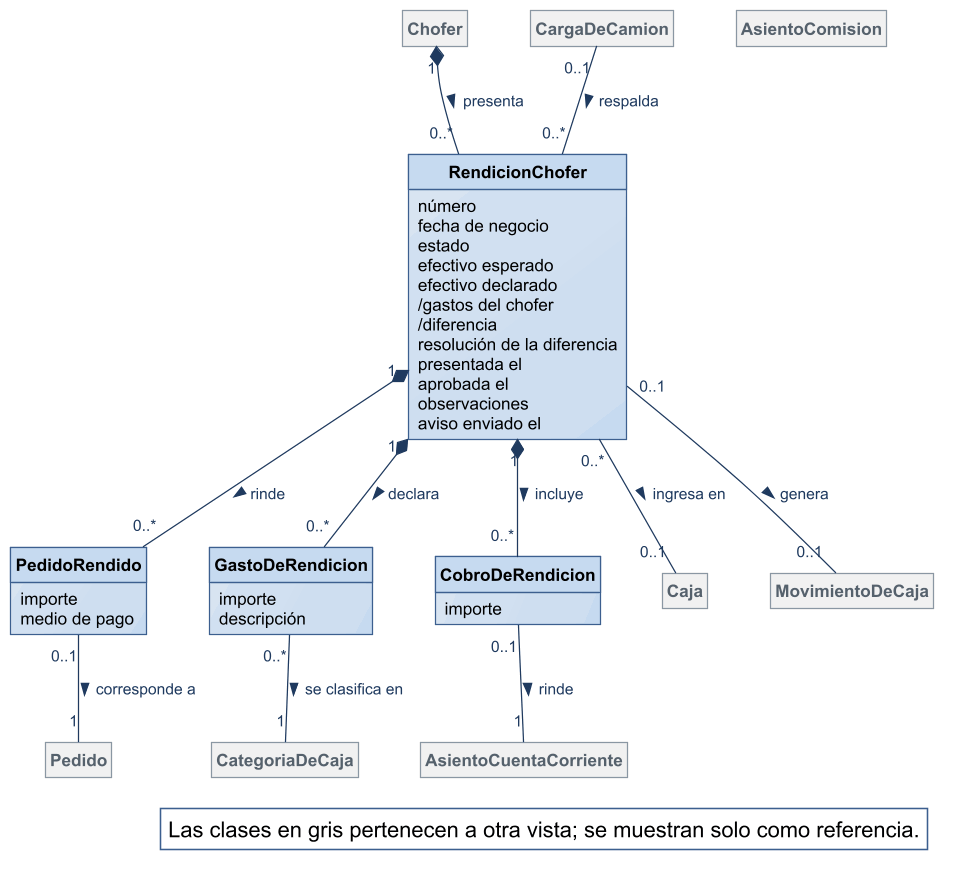 Chofer
CargaDeCamion
AsientoComision
1
0..1
presenta
respalda
0..*
0..*
RendicionChofer
número
fecha de negocio
estado
efectivo esperado
efectivo declarado
/gastos del chofer
/diferencia
resolución de la diferencia
presentada el
aprobada el
observaciones
aviso enviado el
1
0..1
1
1
0..*
rinde
declara
incluye
ingresa en
genera
0..*
0..*
0..*
0..1
0..1
PedidoRendido
importe
medio de pago
GastoDeRendicion
importe
descripción
CobroDeRendicion
importe
Caja
MovimientoDeCaja
0..1
0..*
0..1
corresponde a
se clasifica en
rinde
1
1
1
Pedido
CategoriaDeCaja
AsientoCuentaCorriente
Las clases en gris pertenecen a otra vista; se muestran solo como referencia.